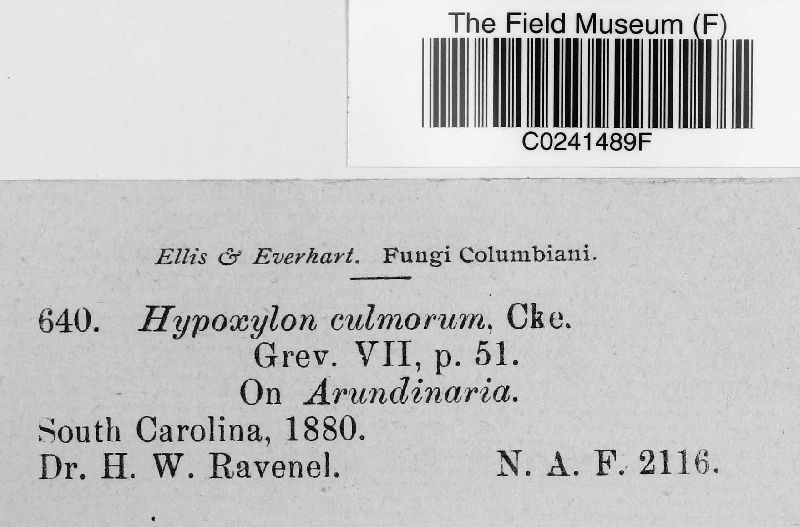 The Field Museum (F)
C0241489F
Ellis & Everhart. Fungi Columbiani.
640. Hypoxylon culmorum, Cke.
Grev. VII, p. 51.
On Arundinaria.
South Carolina, 1880.
Dr. H. W. Ravenel. N. A. F. 2116.